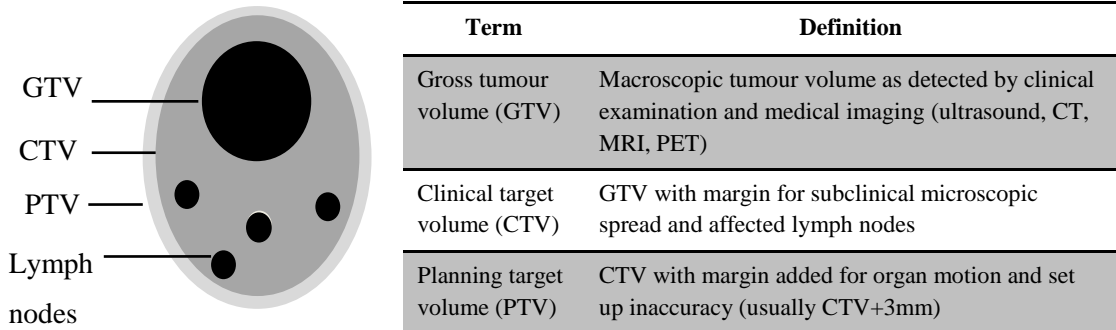 GTV
CTV
PTV
Lymph
nodes
Term Definition
Gross tumour
volume (GTV)
Macroscopic tumour volume as detected by clinical
examination and medical imaging (ultrasound, CT,
MRI, PET)
Clinical target
volume (CTV)
GTV with margin for subclinical microscopic
spread and affected lymph nodes
Planning target
volume (PTV)
CTV with margin added for organ motion and set
up inaccuracy (usually CTV+3mm)